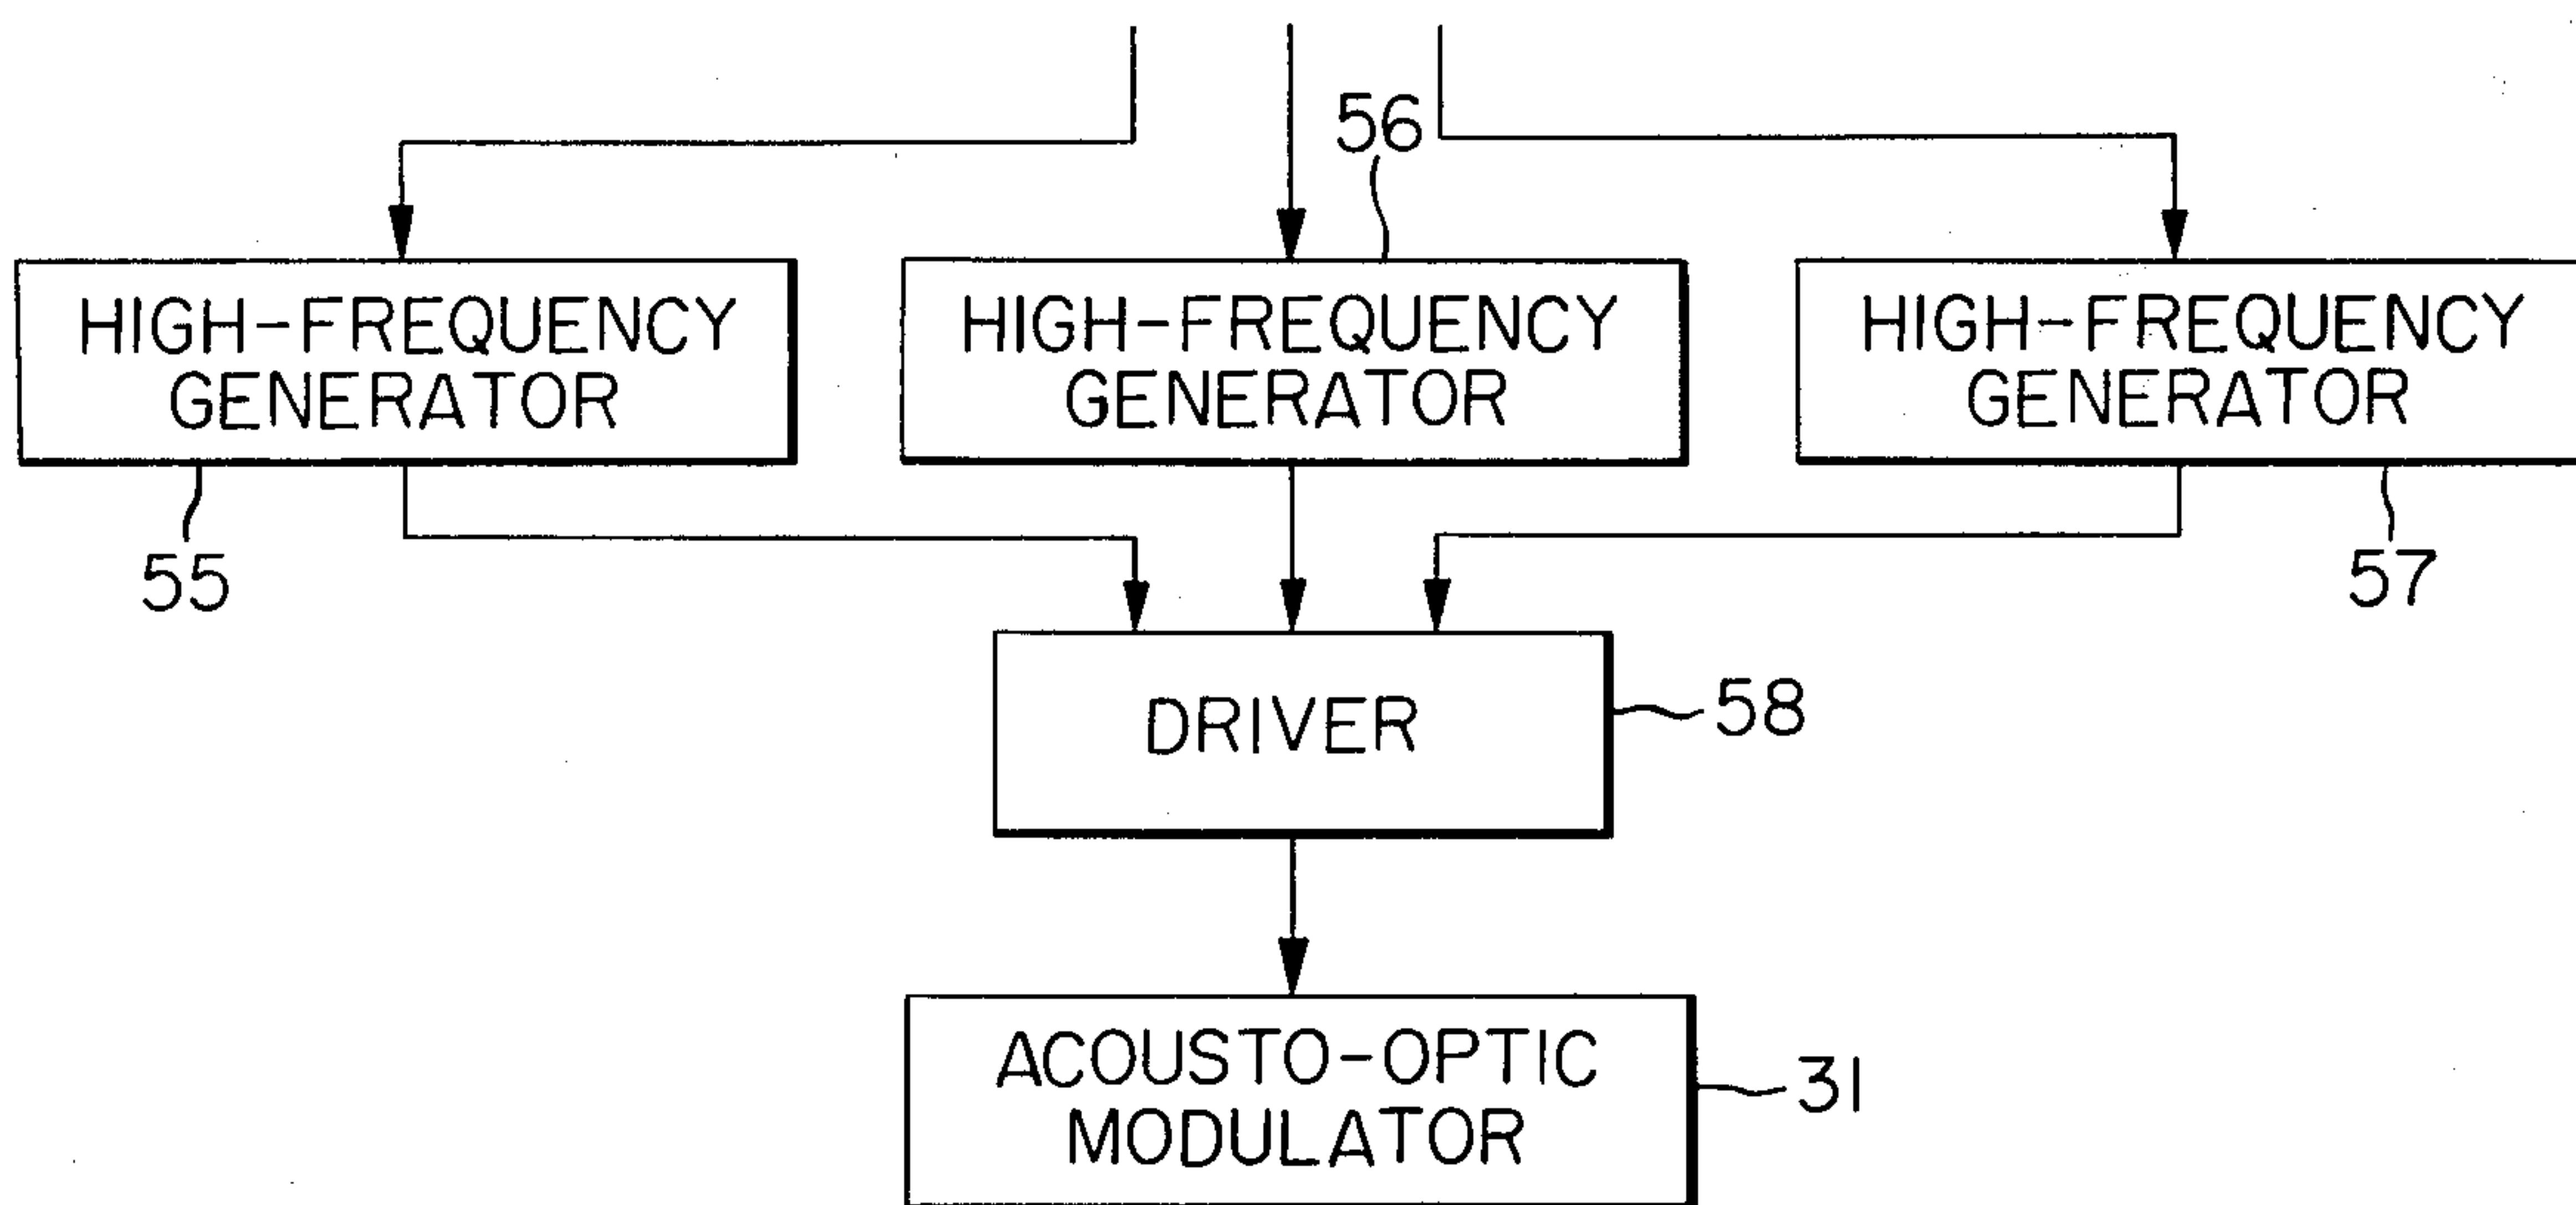 56
HIGH-FREQUENCY
GENERATOR
HIGH-FREQUENCY
GENERATOR
HIGH-FREQUENCY
GENERATOR
55
57
DRIVER
58
ACOUSTO-OPTIC
MODULATOR
31